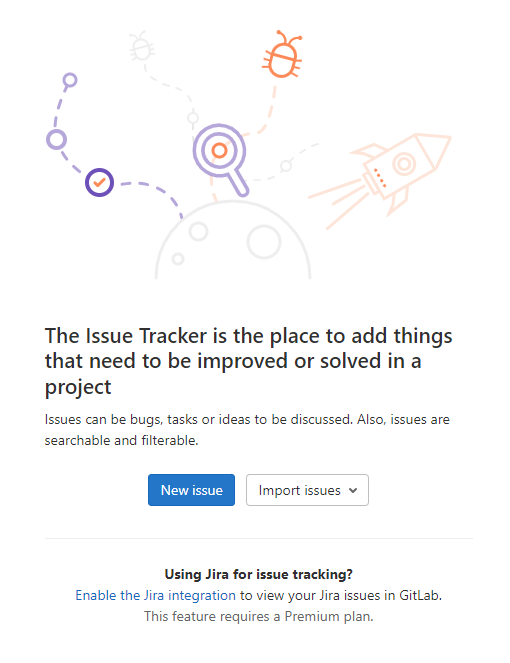 The Issue Tracker is the place to add things
that need to be improved or solved in a
project
Issues can be bugs, tasks or ideas to be discussed. Also, issues are
searchable and filterable.
New issue
Import issues
Using Jira for issue tracking?
Enable the Jira integration to view your Jira issues in GitLab.
This feature requires a Premium plan.